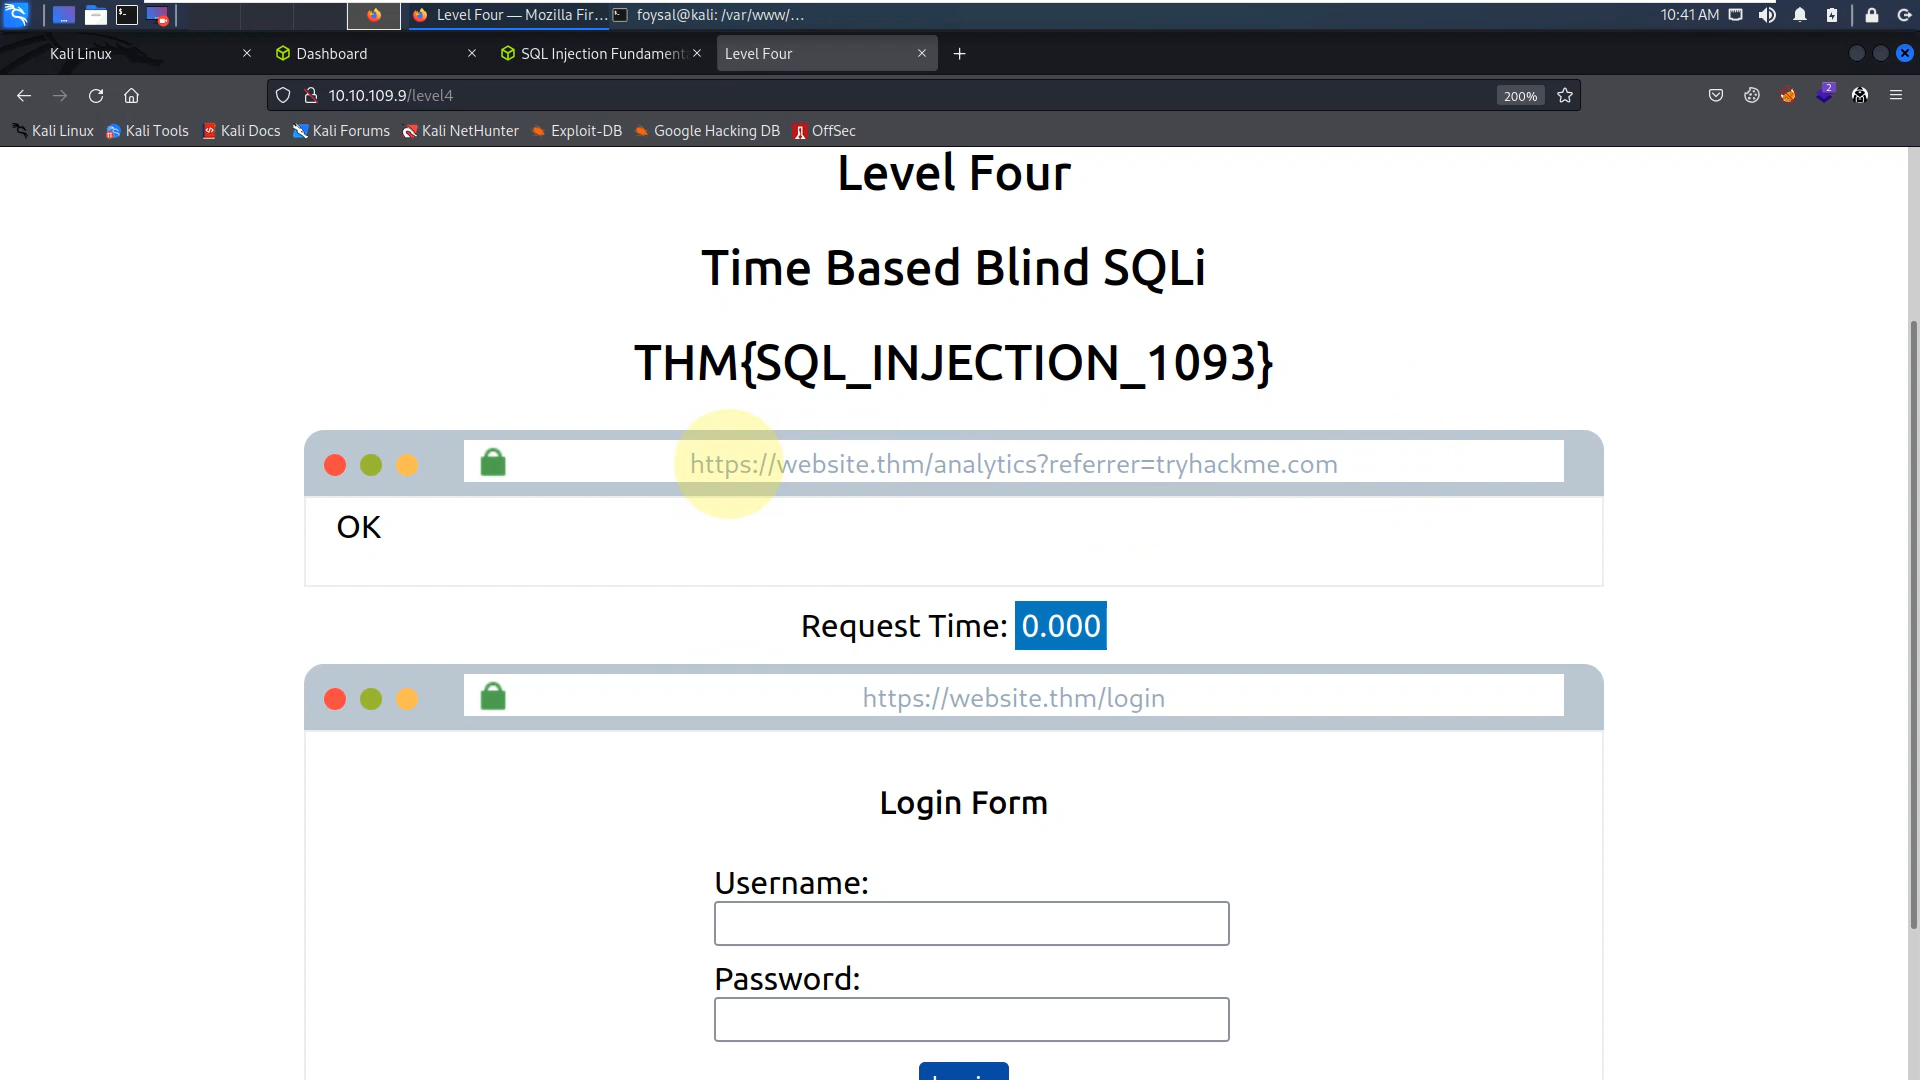 Level Four — Mozilla Fir...
foysal@kali: /var/www/...
10:41 AM
Kali Linux
Dashboard
SQL Injection Fundament
Level Four
10.10.109.9/level4
200%
2
Kali Linux
Kali Tools
Kali Docs
Kali Forums
Kali NetHunter
Exploit-DB
Google Hacking DB
OffSec
Level Four
Time Based Blind SQLi
THM{SQL_INJECTION_1093}
https://website.thm/analytics?referrer=tryhackme.com
OK
Request Time: 0.000
https://website.thm/login
Login Form
Username:
Password: